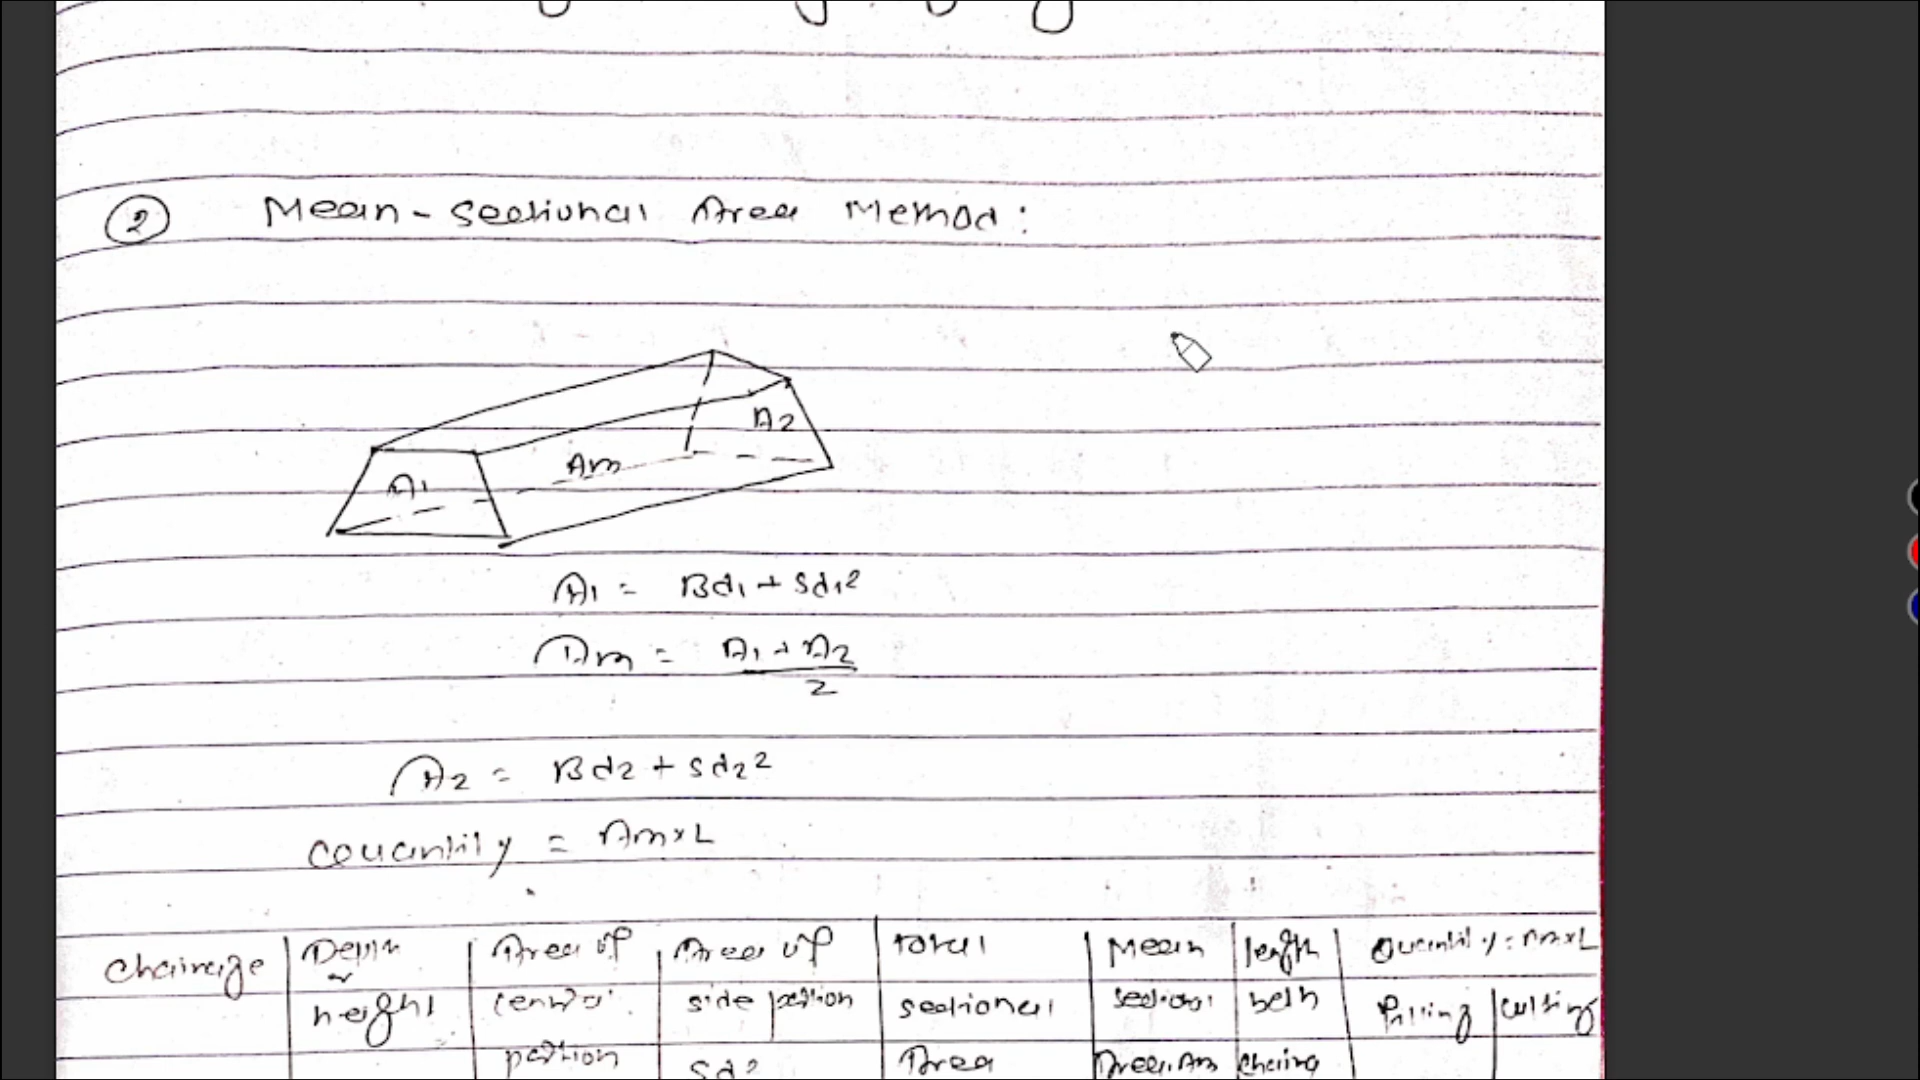 ② Mean-sectional Area Method:
A2
Am
A1
A1 = Bd1 + Sd1²
Am = A1 + A2
2
A2 = Bd2 + Sd2²
Quantity = Am×L
Chainage | Depth | Area of | Area of | total | Mean | length | Quantity = Am×L
or height | central | side portion | sectional | sectional | beth | filling | cutting
portion | Sd² | Area | Area.Am | chaing